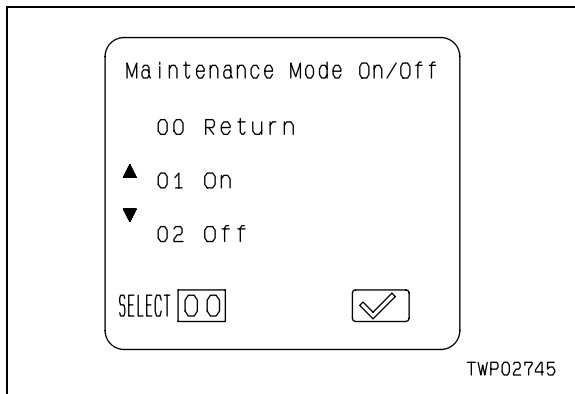 Maintenance Mode On/Off
00 Return
▲ 01 On
▼ 02 Off
SELECT 00
TWP02745